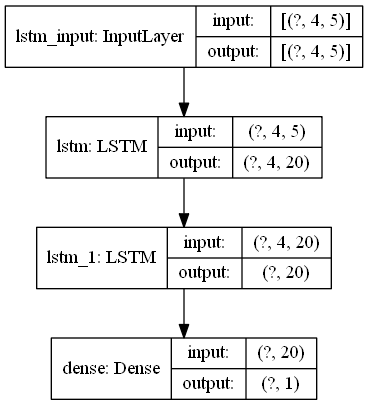 lstm_input: InputLayer
input: [(?, 4, 5)]
output: [(?, 4, 5)]
lstm: LSTM
input: (?, 4, 5)
output: (?, 4, 20)
lstm_1: LSTM
input: (?, 4, 20)
output: (?, 20)
dense: Dense
input: (?, 20)
output: (?, 1)